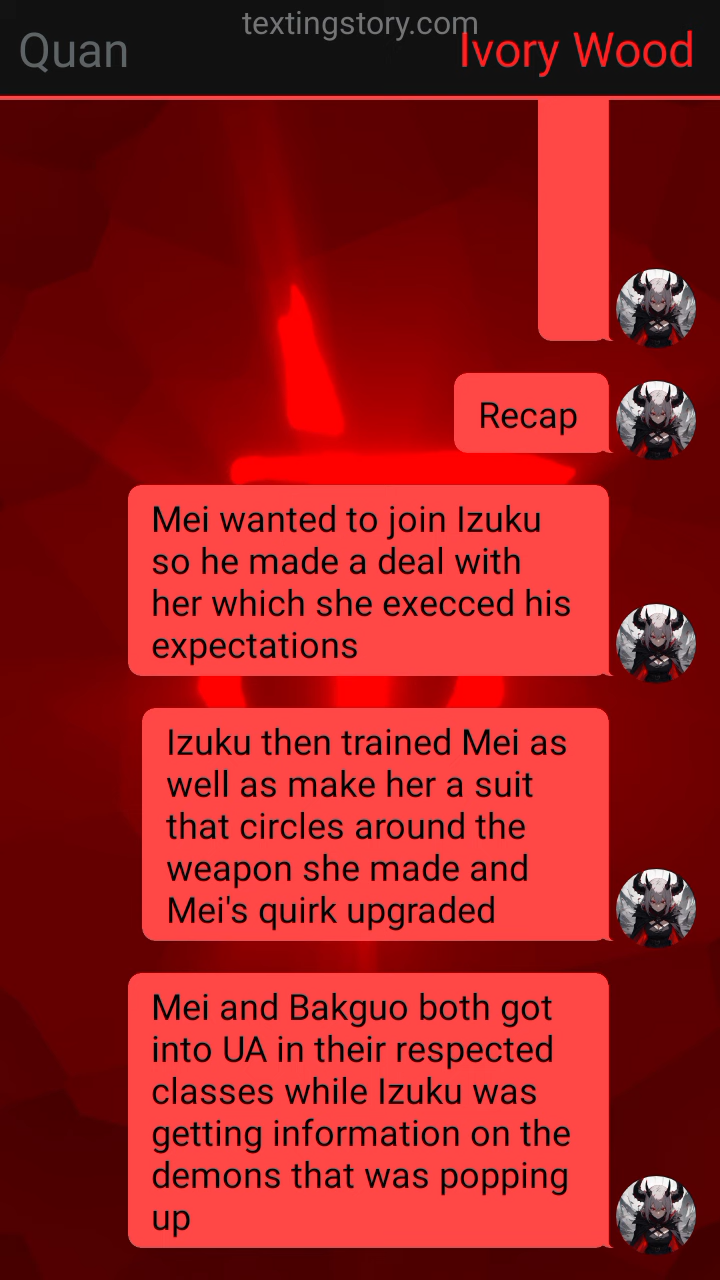 textingstory.com
Quan
Ivory Wood
Recap
Mei wanted to join Izuku
so he made a deal with
her which she execced his
expectations
Izuku then trained Mei as
well as make her a suit
that circles around the
weapon she made and
Mei's quirk upgraded
Mei and Bakguo both got
into UA in their respected
classes while Izuku was
getting information on the
demons that was popping
up